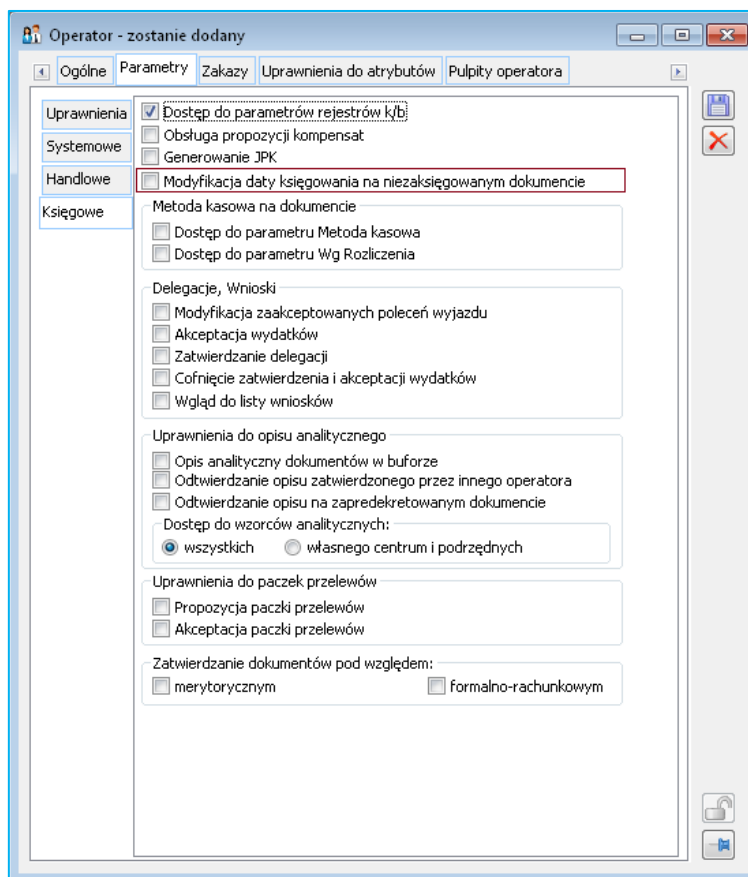 Operator - zostanie dodany
Ogólne Parametry Zakazy Uprawnienia do atrybutów Pulpity operatora
Uprawnienia
Systemowe
Handlowe
Księgowe
Dostęp do parametrów rejestrów k/b
Obsługa propozycji kompensat
Generowanie JPK
Modyfikacja daty księgowania na niezaksięgowanym dokumencie
Metoda kasowa na dokumencie
Dostęp do parametru Metoda kasowa
Dostęp do parametru Wg Rozliczenia
Delegacje, Wnioski
Modyfikacja zaakceptowanych poleceń wyjazdu
Akceptacja wydatków
Zatwierdzanie delegacji
Cofnięcie zatwierdzenia i akceptacji wydatków
Wgląd do listy wniosków
Uprawnienia do opisu analitycznego
Opis analityczny dokumentów w buforze
Odtwierdzanie opisu zatwierdzonego przez innego operatora
Odtwierdzanie opisu na zapredekretowanym dokumencie
Dostęp do wzorców analitycznych:
wszystkich własnego centrum i podrzędnych
Uprawnienia do paczek przelewów
Propozycja paczki przelewów
Akceptacja paczki przelewów
Zatwierdzanie dokumentów pod względem:
merytorycznym formalno-rachunkowym